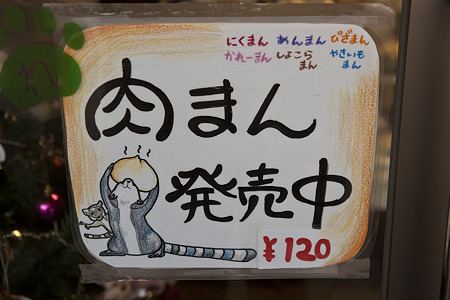 にくまん あんまん ぴざまん
かれーまん しょこらまん やきいもまん
肉まん
発売中
¥120